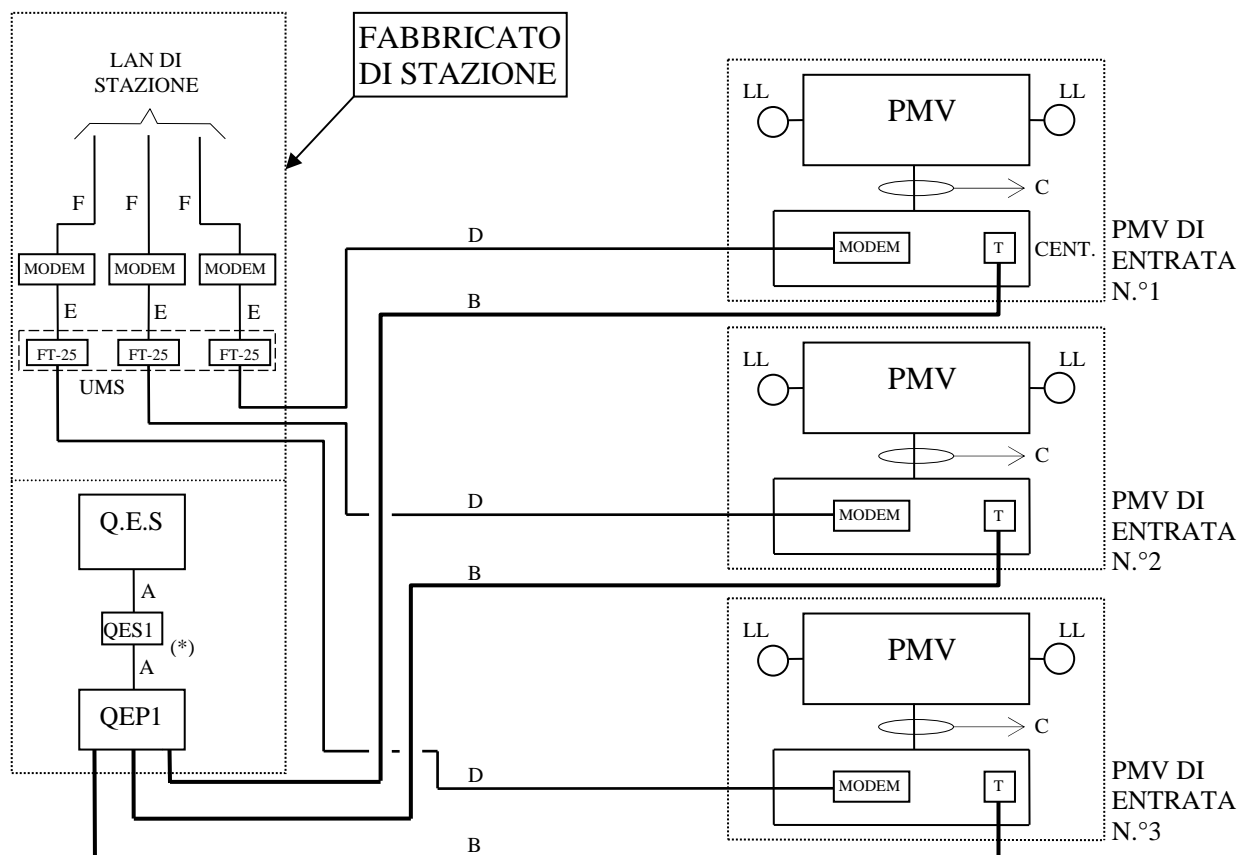 FABBRICATO
DI STAZIONE
LAN DI
STAZIONE
F
F
F
MODEM
MODEM
MODEM
E
E
E
FT-25
FT-25
FT-25
UMS
Q.E.S
A
QES1
(*)
A
QEP1
D
B
D
B
D
B
LL
PMV
LL
C
MODEM
T
CENT.
PMV DI
ENTRATA
N.°1
LL
PMV
LL
C
MODEM
T
PMV DI
ENTRATA
N.°2
LL
PMV
LL
C
MODEM
T
PMV DI
ENTRATA
N.°3